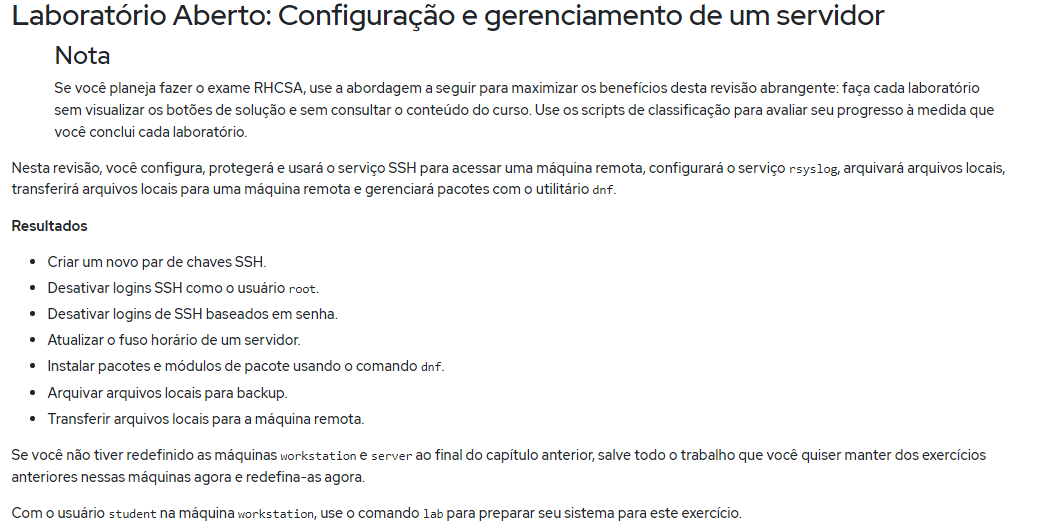 Laboratório Aberto: Configuração e gerenciamento de um servidor
Nota
Se você planeja fazer o exame RHCSA, use a abordagem a seguir para maximizar os benefícios desta revisão abrangente: faça cada laboratório
sem visualizar os botões de solução e sem consultar o conteúdo do curso. Use os scripts de classificação para avaliar seu progresso à medida que
você conclui cada laboratório.
Nesta revisão, você configura, protegerá e usará o serviço SSH para acessar uma máquina remota, configurará o serviço rsyslog, arquivará arquivos locais,
transferirá arquivos locais para uma máquina remota e gerenciará pacotes com o utilitário dnf.
Resultados
• Criar um novo par de chaves SSH.
• Desativar logins SSH como o usuário root.
• Desativar logins de SSH baseados em senha.
• Atualizar o fuso horário de um servidor.
• Instalar pacotes e módulos de pacote usando o comando dnf.
• Arquivar arquivos locais para backup.
• Transferir arquivos locais para a máquina remota.
Se você não tiver redefinido as máquinas workstation e server ao final do capítulo anterior, salve todo o trabalho que você quiser manter dos exercícios
anteriores nessas máquinas agora e redefina-as agora.
Com o usuário student na máquina workstation, use o comando lab para preparar seu sistema para este exercício.